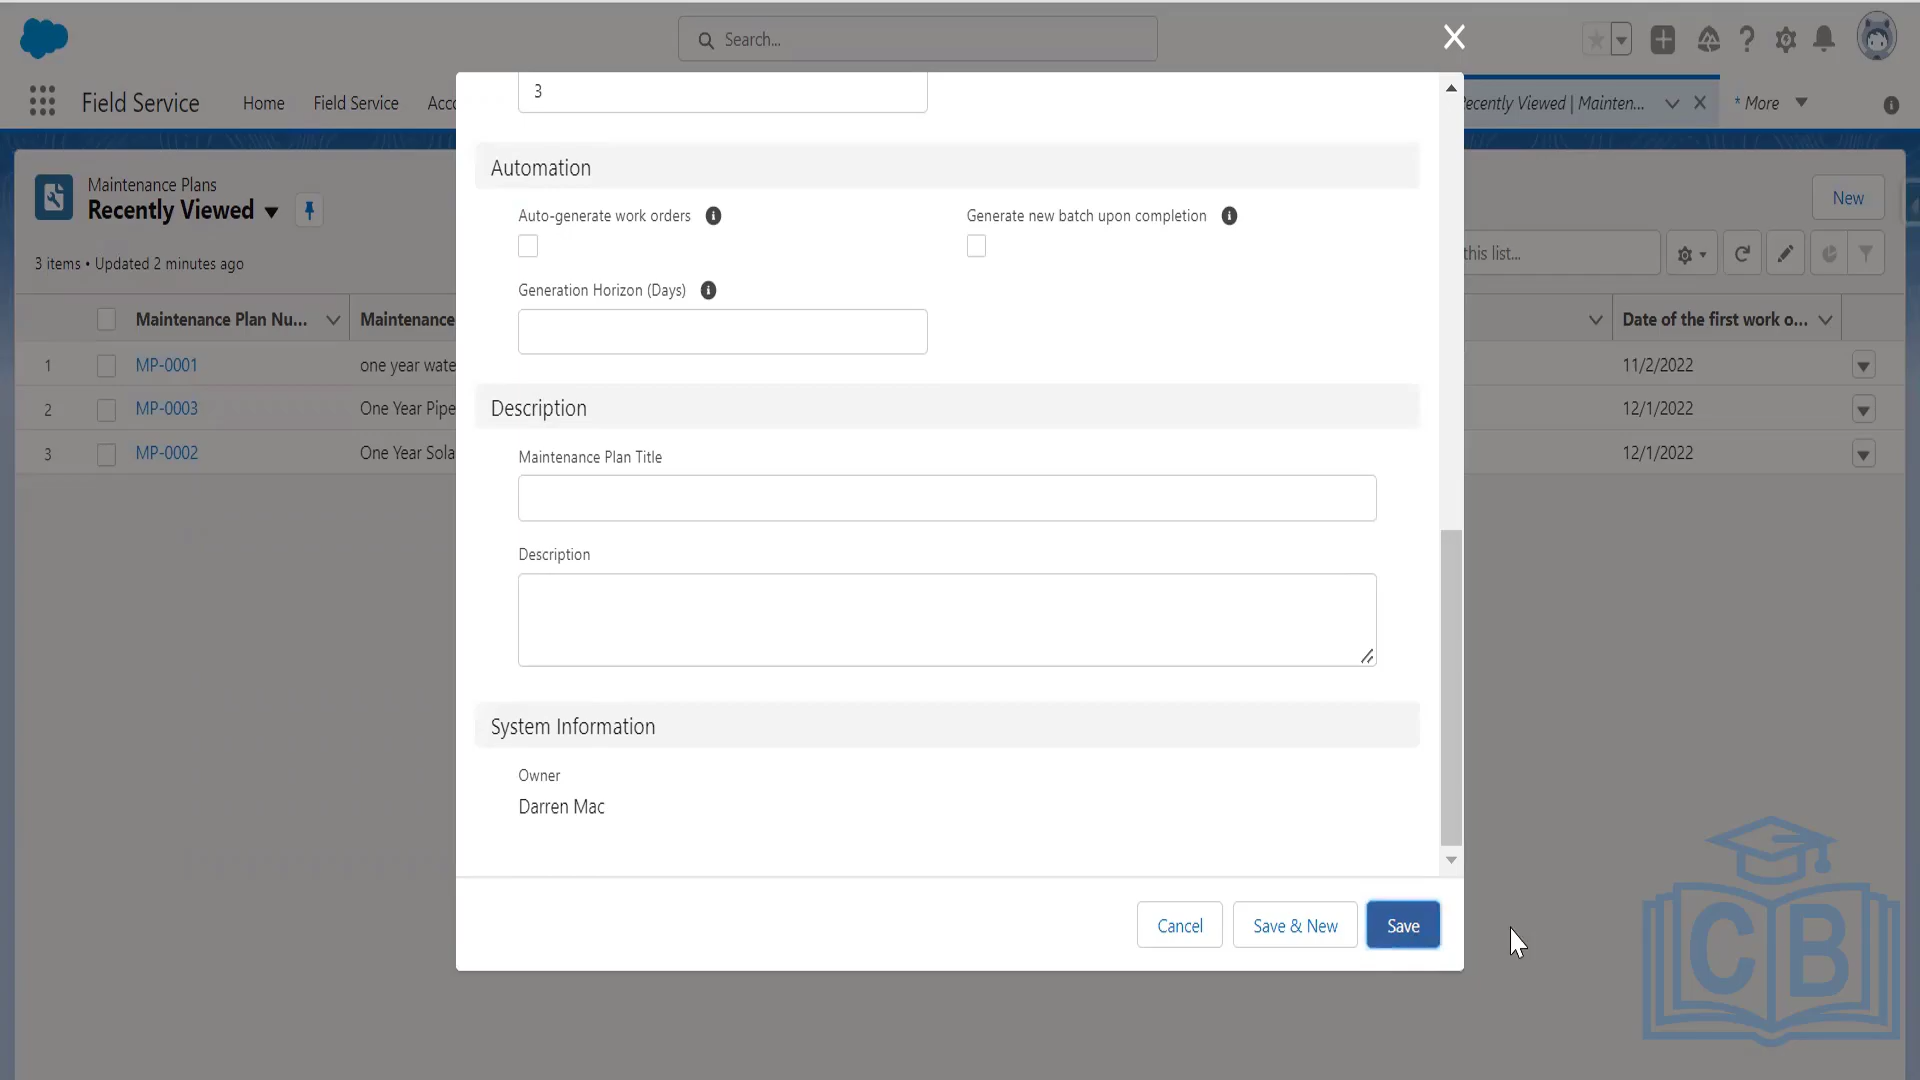 Search...
Field Service
Home
Field Service
Acc
ecently Viewed | Mainten...
* More
Maintenance Plans
Recently Viewed
3 items • Updated 2 minutes ago
New
this list...
Maintenance Plan Nu...
Maintenance
Date of the first work o...
1
MP-0001
one year wate
11/2/2022
2
MP-0003
One Year Pipe
12/1/2022
3
MP-0002
One Year Sola
12/1/2022
3
Automation
Auto-generate work orders
Generate new batch upon completion
Generation Horizon (Days)
Description
Maintenance Plan Title
Description
System Information
Owner
Darren Mac
Cancel
Save & New
Save
CB